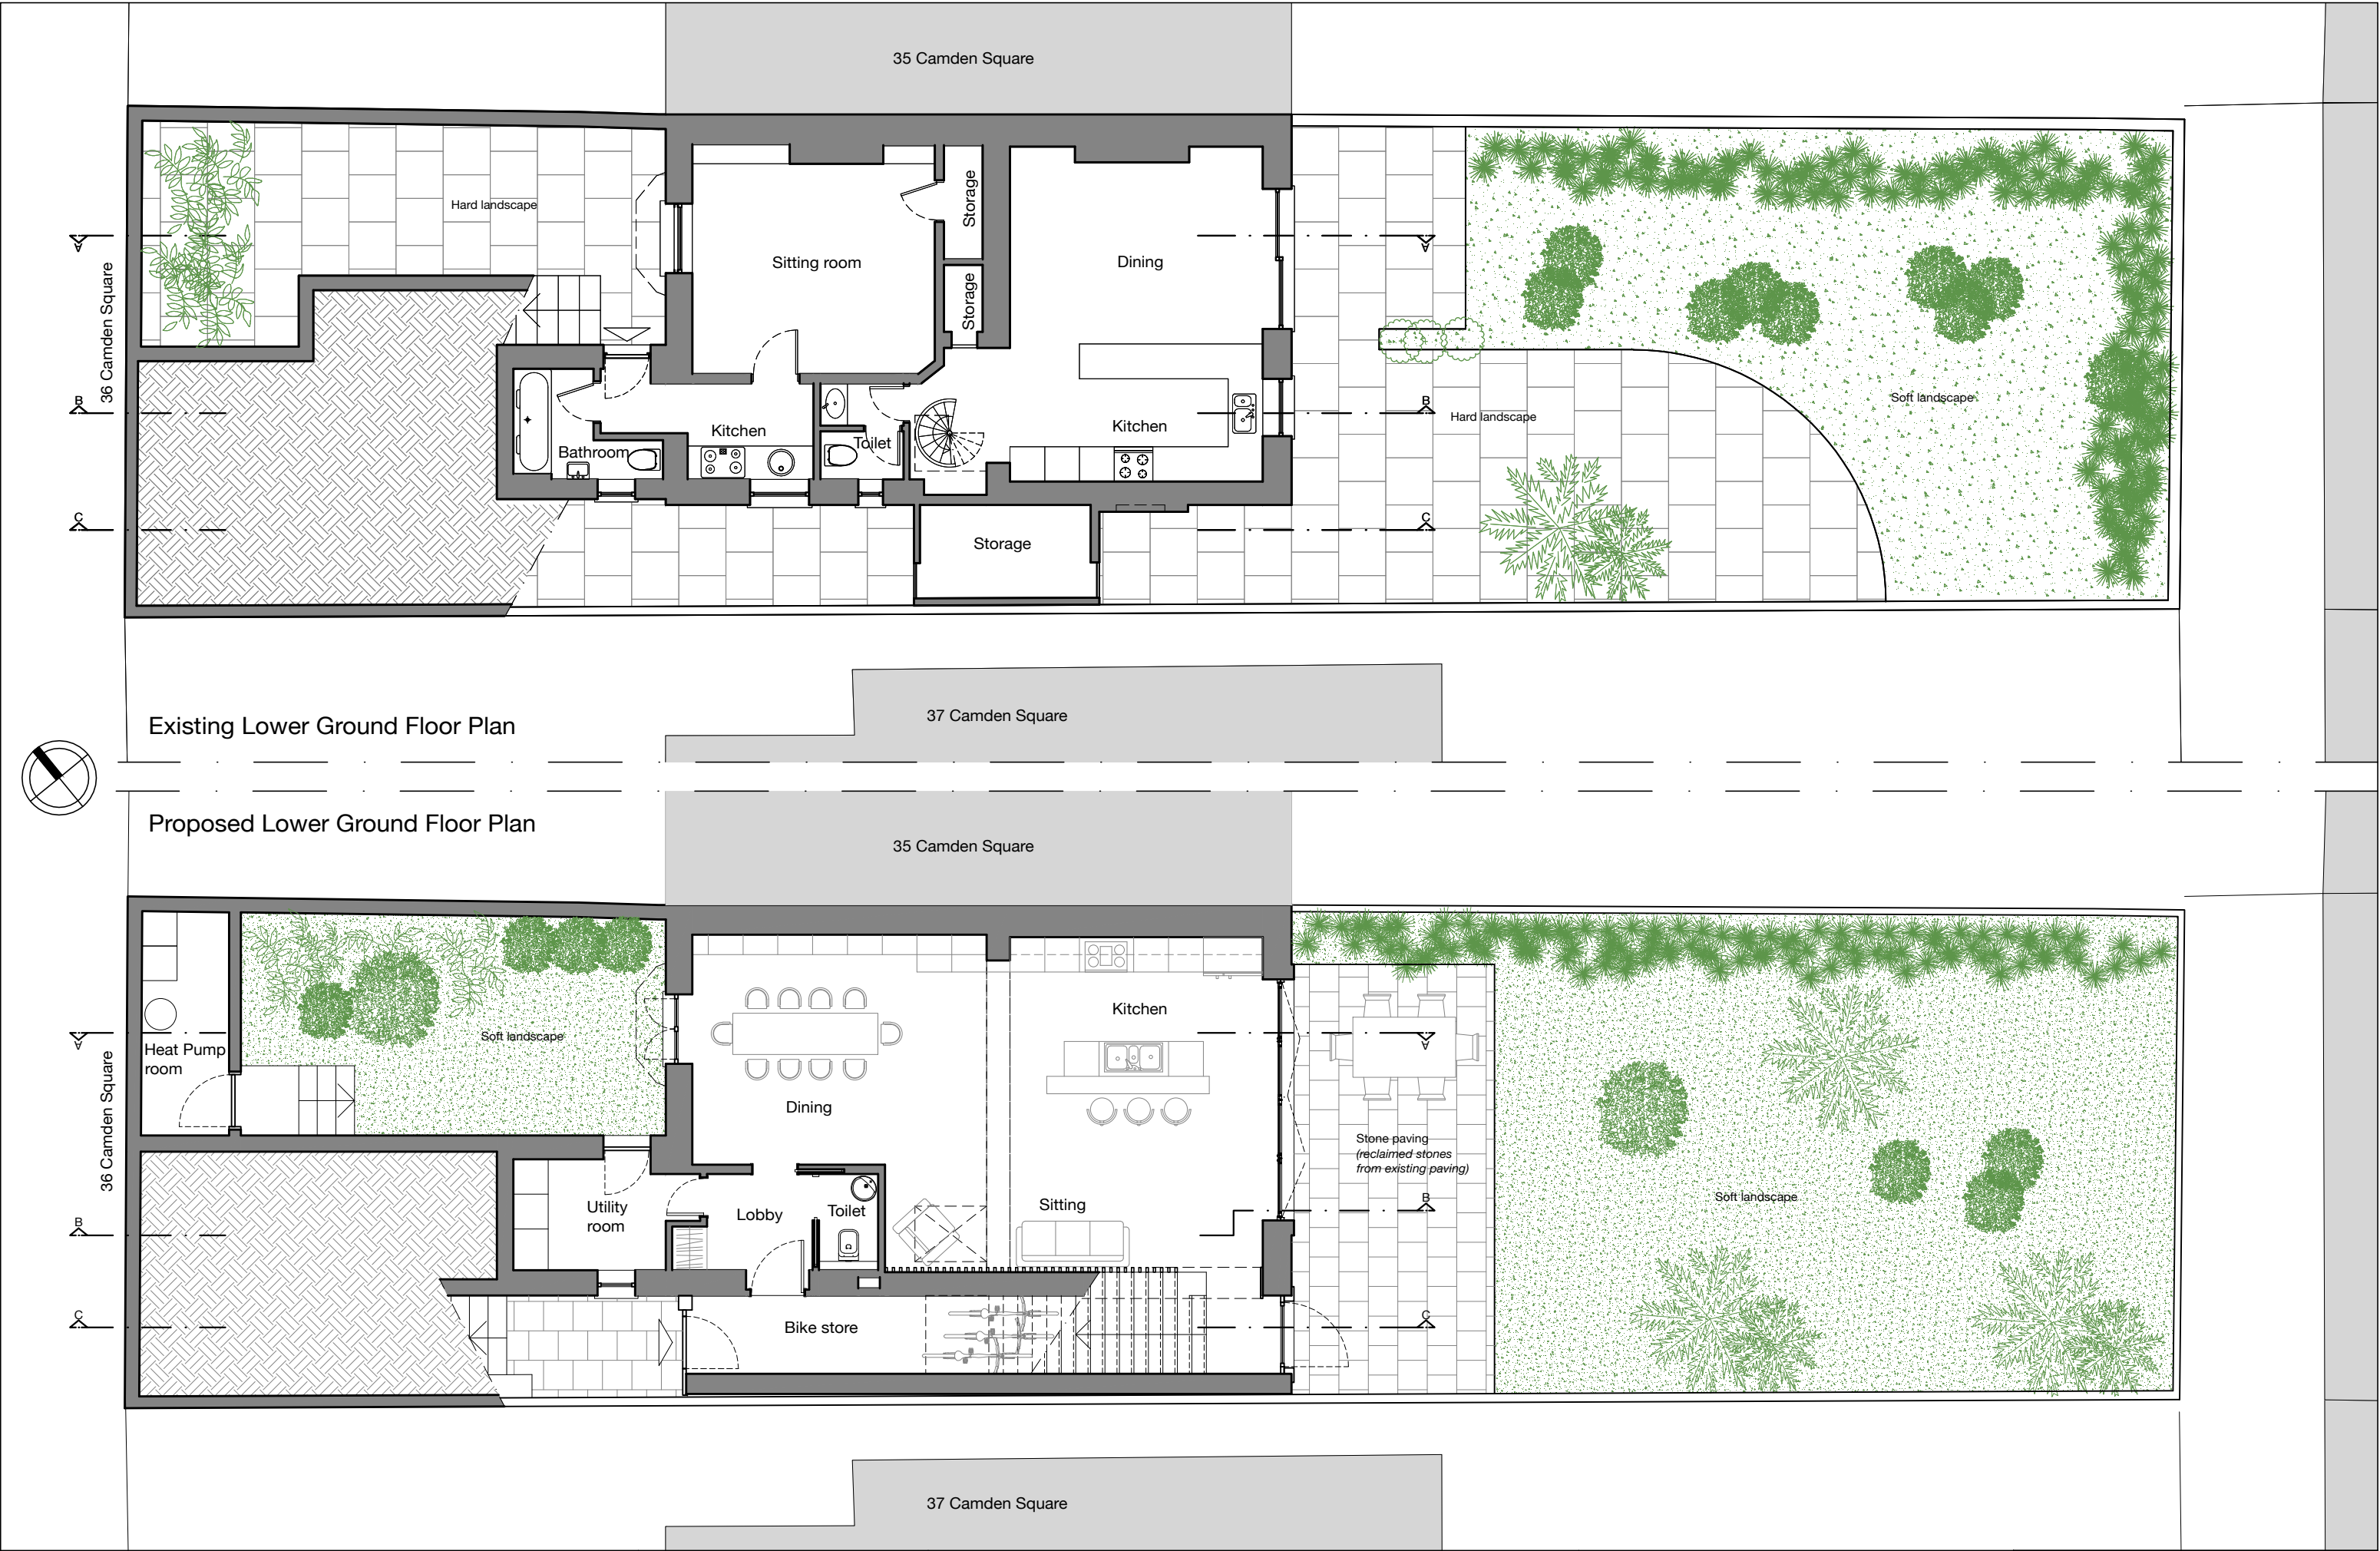 35 Camden Square
Hard landscape
Storage
A
A
Sitting room
Dining
36 Camden Square
Storage
B
B
Soft landscape
Hard landscape
Kitchen
Kitchen
Toilet
Bathroom
C
C
Storage
37 Camden Square
Existing Lower Ground Floor Plan
Proposed Lower Ground Floor Plan
35 Camden Square
Kitchen
Soft landscape
A
A
Heat Pump
room
36 Camden Square
Dining
Stone paving
(reclaimed stones
from existing paving)
Soft landscape
B
B
Utility
room
Lobby
Toilet
Sitting
C
C
Bike store
37 Camden Square